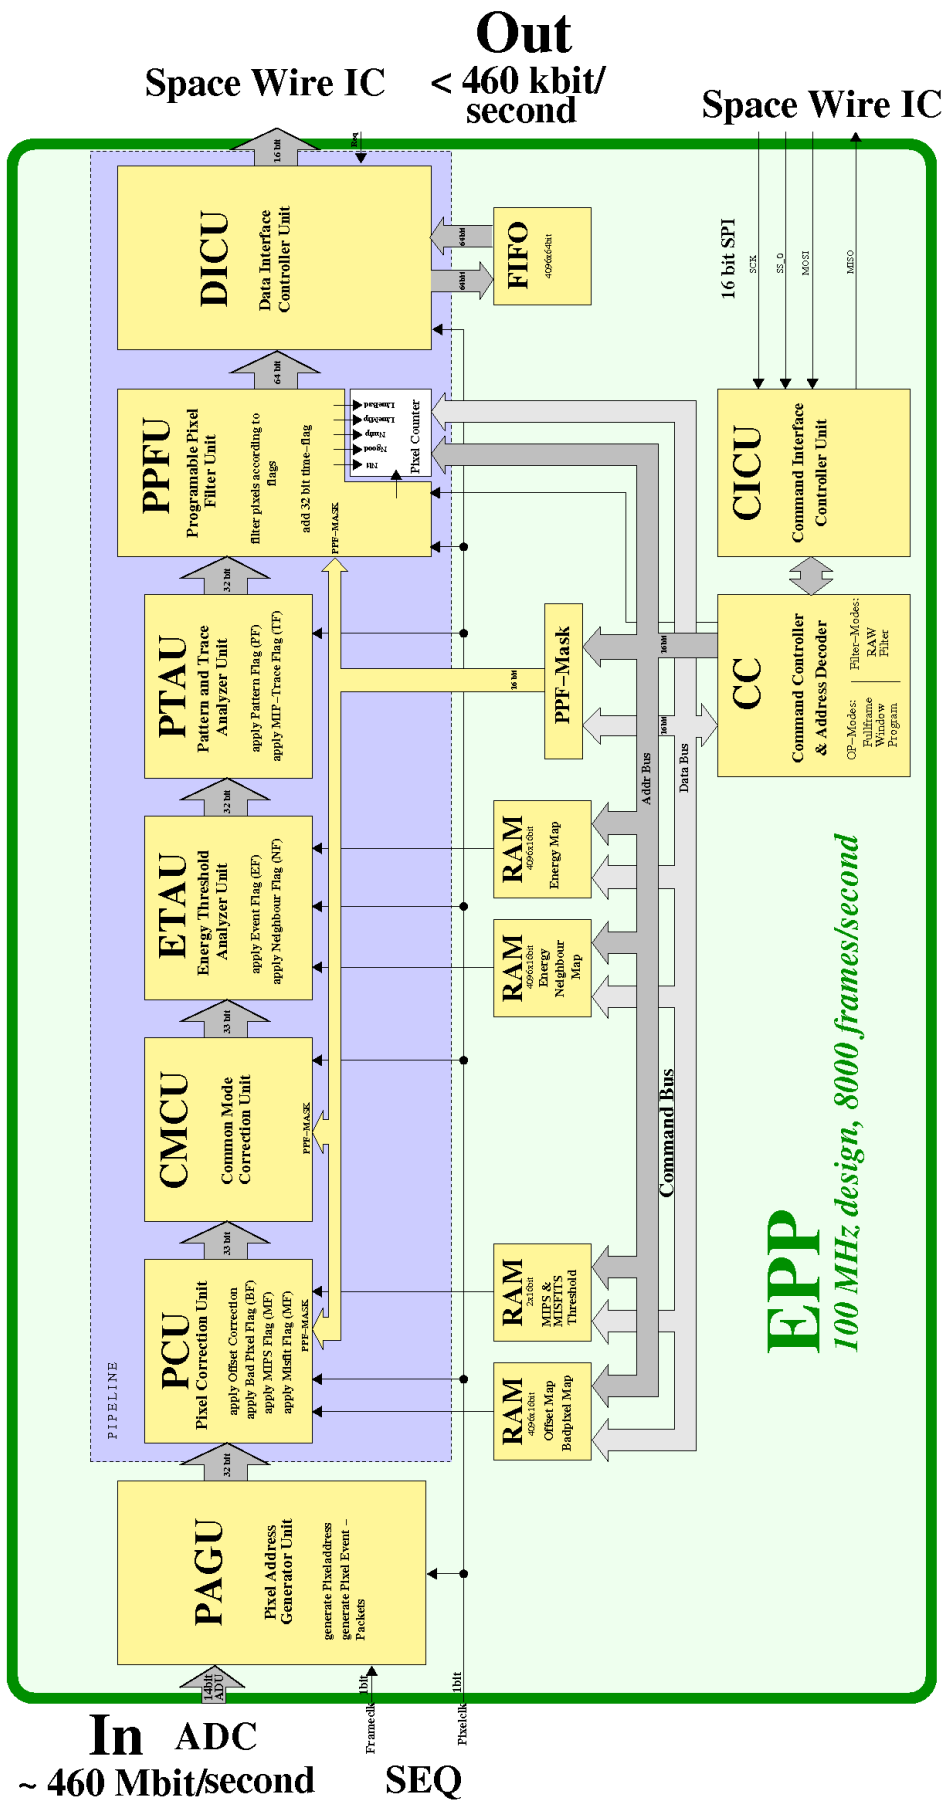 Out
< 460 kbit/
second
Space Wire IC
Space Wire IC
16 bit
Req
DICU
Data Interface
Controller Unit
64bit
64bit
FIFO
4096x64bit
16 bit SPI
SCK
SS_0
MOSI
MISO
64 bit
PPFU
Programable Pixel
Filter Unit
filter pixels according to
flags
add 32 bit time-flag
PPF-MASK
LineBad
LineMip
Nmip
Ngood
Nit
Pixel Counter
CICU
Command Interface
Controller Unit
32 bit
PTAU
Pattern and Trace
Analyzer Unit
apply Pattern Flag (PF)
apply MIP-Trace Flag (TF)
16 bit
PPF-Mask
16bit
16bit
Addr Bus
Data Bus
CC
Command Controller
& Address Decoder
OP-Modes:
Fullframe
Window
Program
Filter-Modes:
RAW
Filter
32 bit
ETAU
Energy Threshold
Analyzer Unit
apply Event Flag (EF)
apply Neighbour Flag (NF)
RAM
4096x16bit
Energy Map
RAM
4096x16bit
Energy
Neighbour
Map
33 bit
CMCU
Common Mode
Correction Unit
PPF-MASK
Command Bus
33 bit
PCU
Pixel Correction Unit
apply Offset Correction
apply Bad Pixel Flag (BF)
apply MIPS Flag (MF)
apply Misfit Flag (MF)
PPF-MASK
RAM
2x16bit
MIPS &
MISFITS
Threshold
RAM
4096x16bit
Offset Map
Badpixel Map
EPP
100 MHz design, 8000 frames/second
PIPELINE
32 bit
PAGU
Pixel Address
Generator Unit
generate Pixeladdress
generate Pixel Event -
Packets
14bit
ADU
Frameclk 1bit
Pixelclk 1bit
In ADC
~ 460 Mbit/second
SEQ